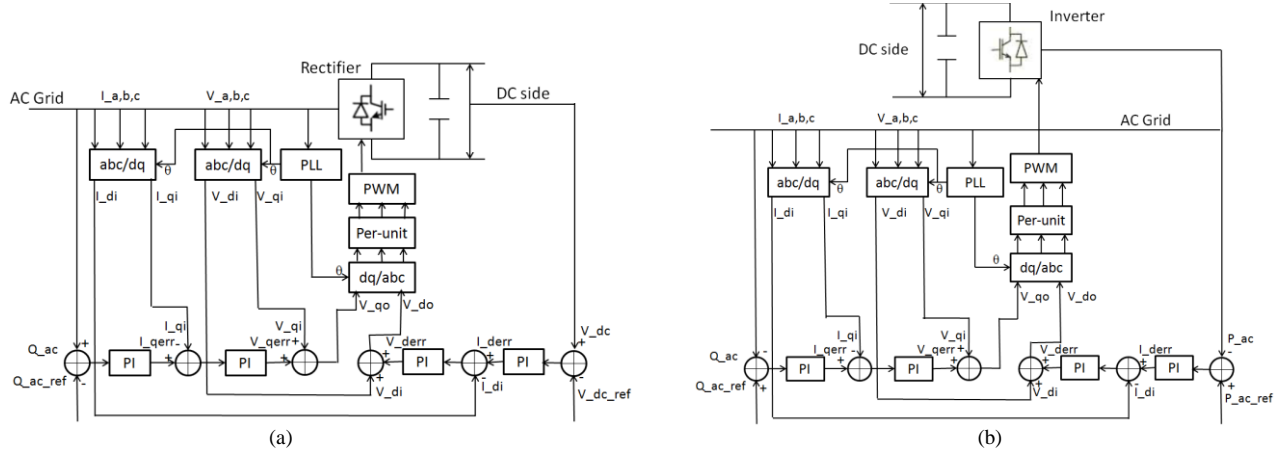 Rectifier
AC Grid
I_a,b,c
V_a,b,c
DC side
abc/dq
θ
abc/dq
θ
PLL
I_di
I_qi
V_di
V_qi
PWM
Per-unit
θ
dq/abc
V_qo
V_do
I_qi
V_qi
V_dc
Q_ac
+
PI
I_qerr
-
+
PI
V_qerr
+
+
+
V_derr
+
PI
I_derr
+
PI
+
Q_ac_ref
-
V_di
-
I_di
-
V_dc_ref
(a)
Inverter
DC side
I_a,b,c
V_a,b,c
AC Grid
abc/dq
θ
abc/dq
θ
PLL
PWM
I_di
I_qi
V_di
V_qi
Per-unit
θ
dq/abc
V_qo
V_do
I_qi
V_qi
P_ac
Q_ac
-
PI
I_qerr
-
+
PI
V_qerr
+
+
V_derr
+
PI
I_derr
+
PI
-
Q_ac_ref
+
V_di
+
-
I_di
+
P_ac_ref
(b)